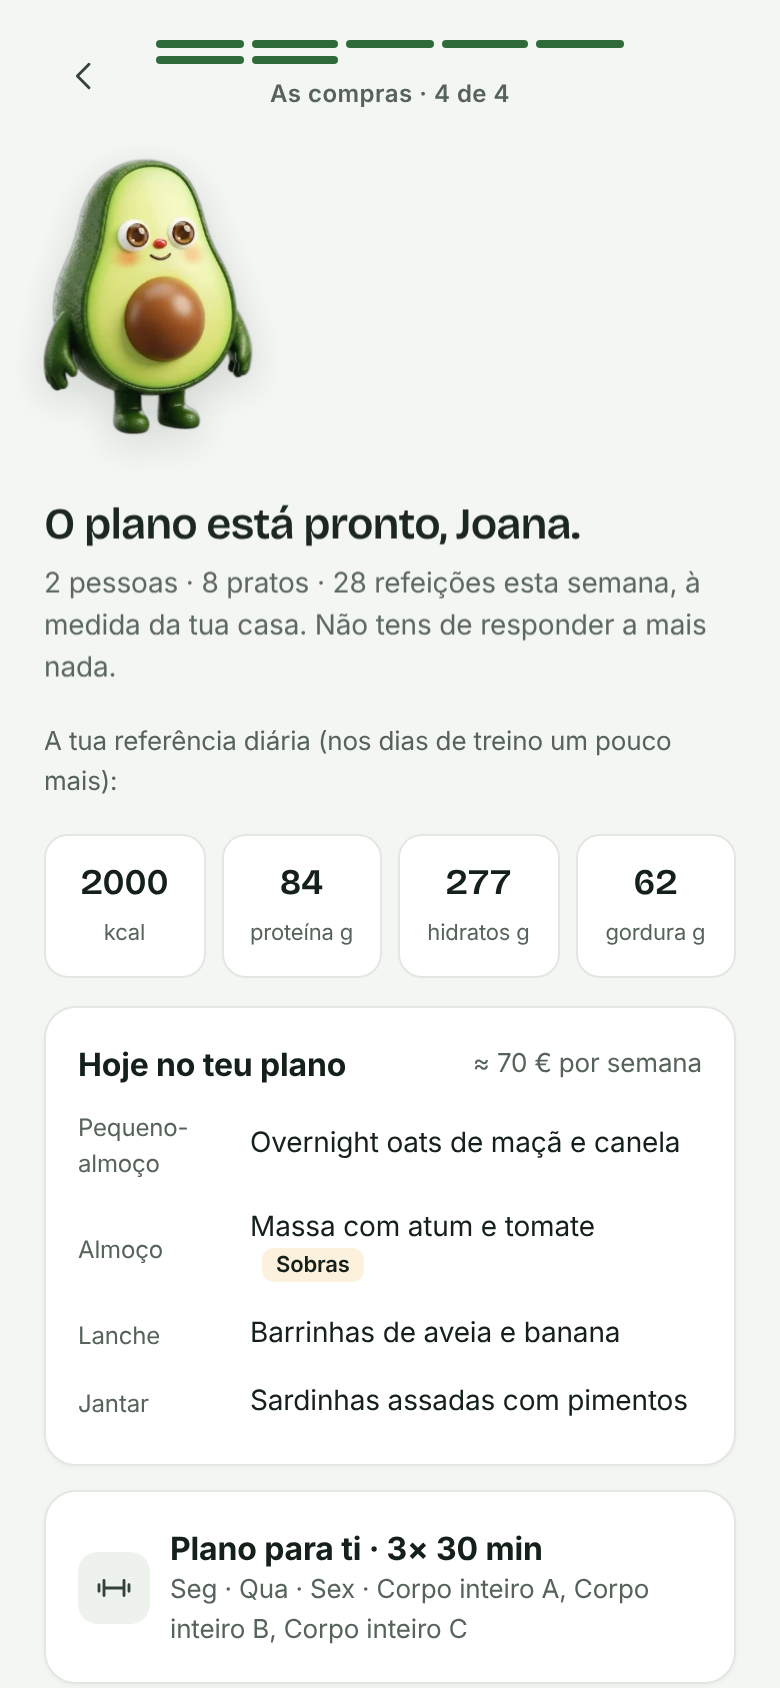 As compras · 4 de 4
O plano está pronto, Joana.
2 pessoas · 8 pratos · 28 refeições esta semana, à
medida da tua casa. Não tens de responder a mais
nada.
A tua referência diária (nos dias de treino um pouco
mais):
2000
kcal
84
proteína g
277
hidratos g
62
gordura g
Hoje no teu plano
≈ 70 € por semana
Pequeno-
almoço
Overnight oats de maçã e canela
Almoço
Massa com atum e tomate
Sobras
Lanche
Barrinhas de aveia e banana
Jantar
Sardinhas assadas com pimentos
Plano para ti · 3× 30 min
Seg · Qua · Sex · Corpo inteiro A, Corpo
inteiro B, Corpo inteiro C